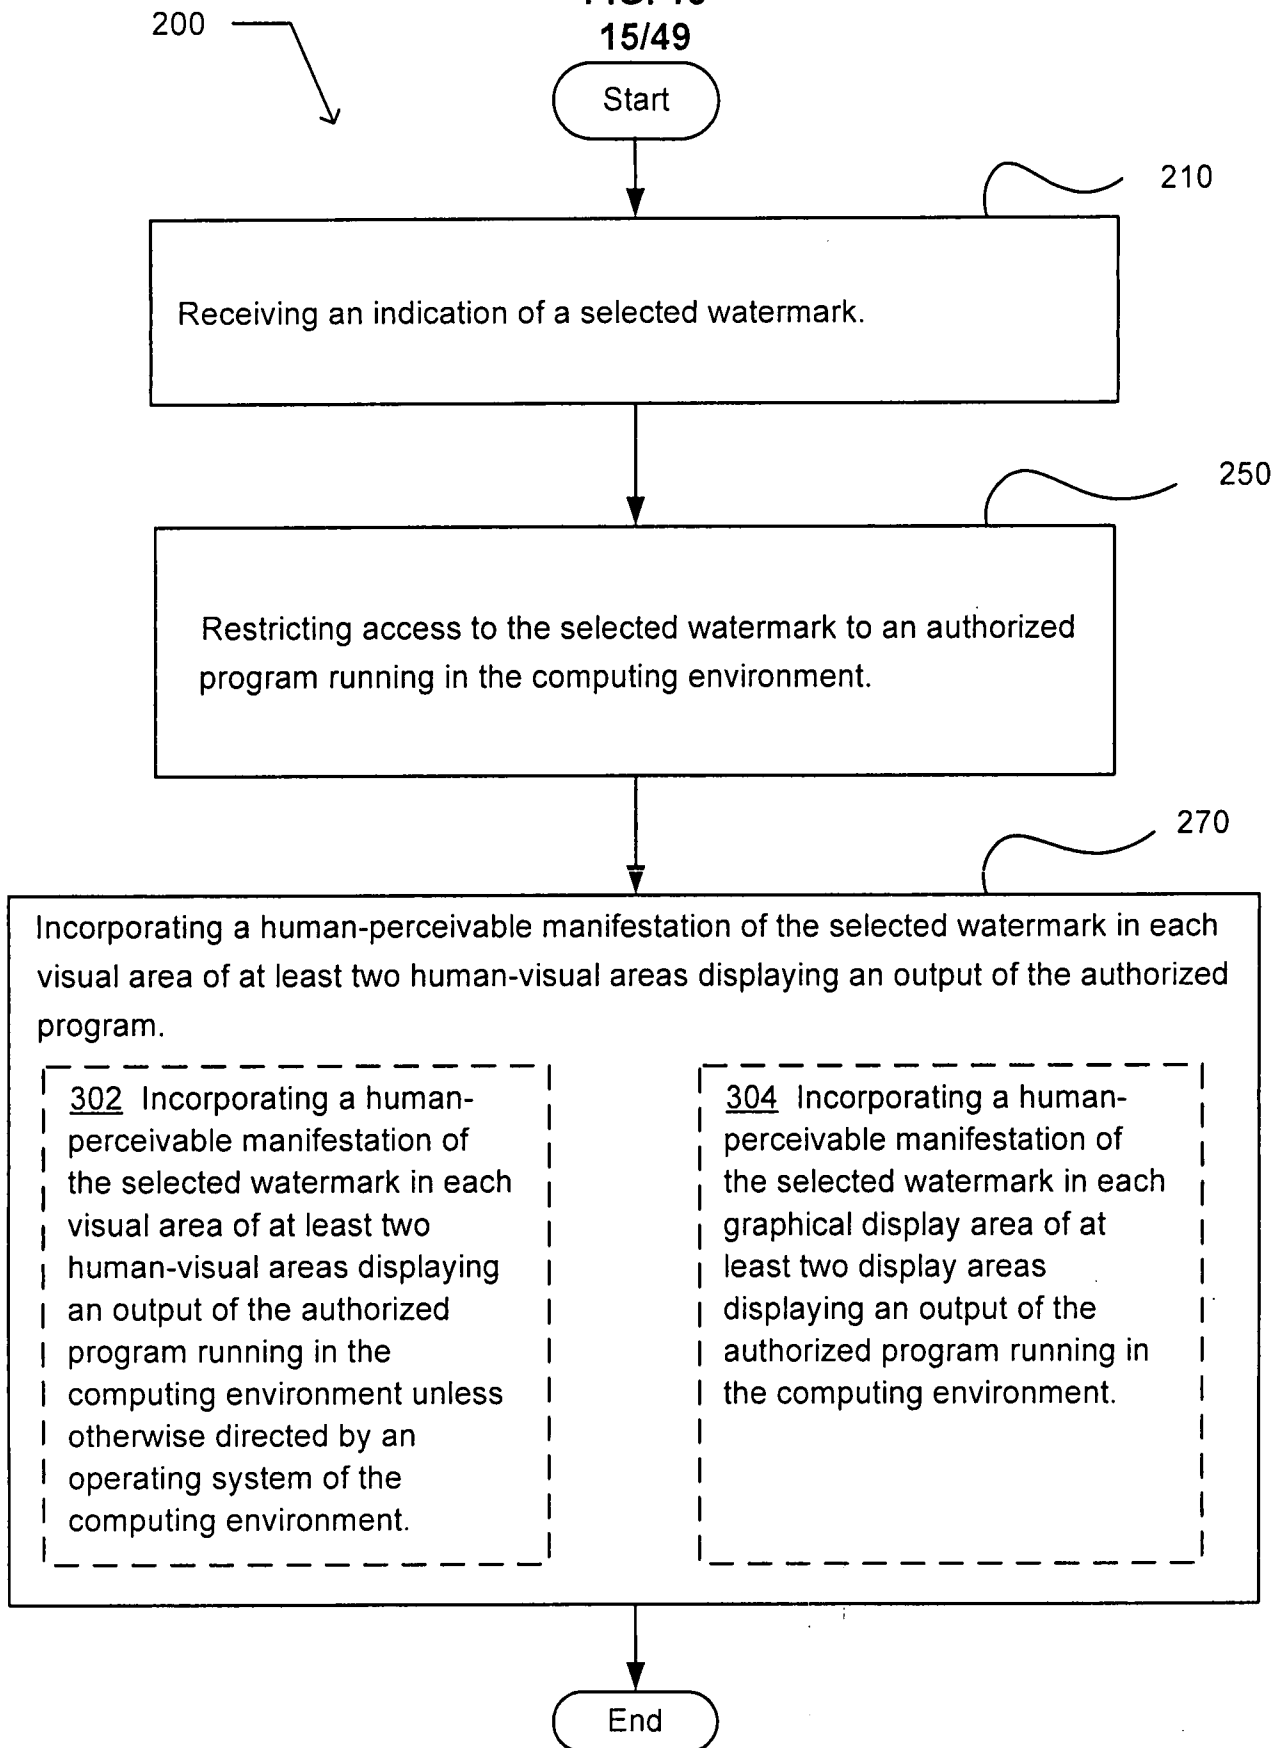 200
15/49
Start
210
Receiving an indication of a selected watermark.
250
Restricting access to the selected watermark to an authorized
program running in the computing environment.
270
Incorporating a human-perceivable manifestation of the selected watermark in each
visual area of at least two human-visual areas displaying an output of the authorized
program.
302 Incorporating a human-
perceivable manifestation of
the selected watermark in each
visual area of at least two
human-visual areas displaying
an output of the authorized
program running in the
computing environment unless
otherwise directed by an
operating system of the
computing environment.
304 Incorporating a human-
perceivable manifestation of
the selected watermark in each
graphical display area of at
least two display areas
displaying an output of the
authorized program running in
the computing environment.
End